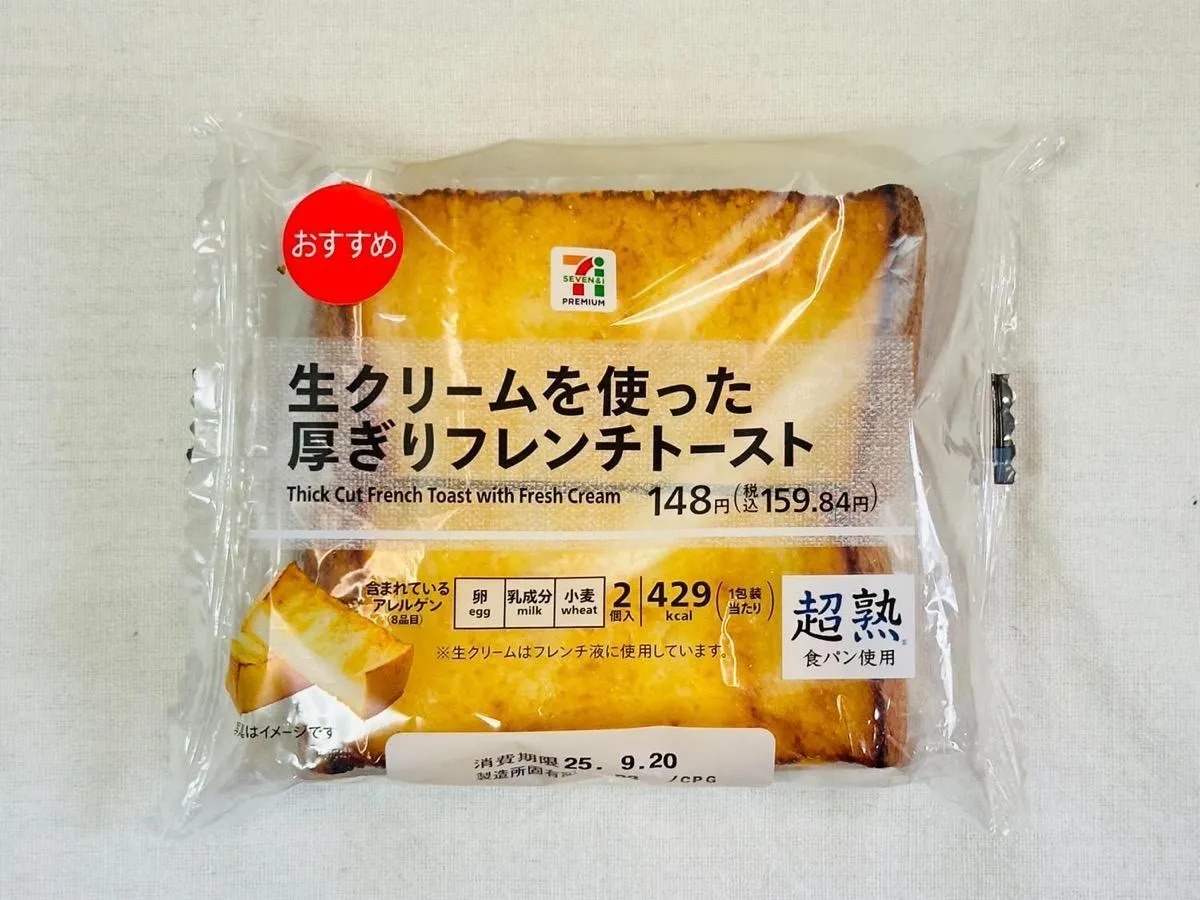 おすすめ
SEVEN&i
PREMIUM
生クリームを使った
厚ぎりフレンチトースト
Thick Cut French Toast with Fresh Cream 148円(税込159.84円)
含まれている
アレルゲン
(8品目)
卵 乳成分 小麦
egg milk wheat
2個入
429kcal
(1包装当たり)
※生クリームはフレンチ液に使用しています。
超熟
食パン使用
はイメージです
消費期限 25. 9.20
製造所固有 /CPG